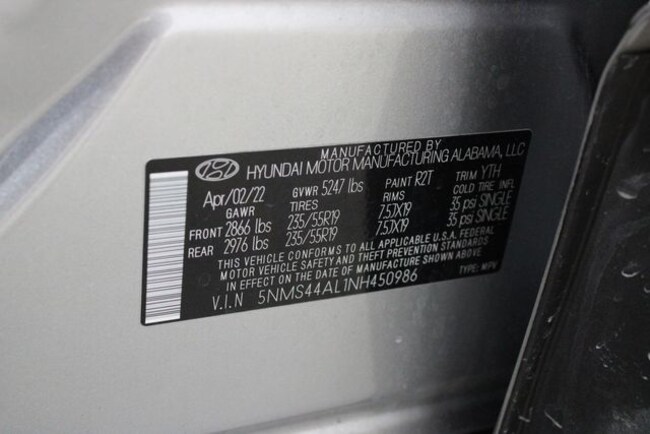 MANUFACTURED BY
HYUNDAI MOTOR MANUFACTURING ALABAMA, LLC
Apr/02/22 GVWR 5247 lbs PAINT R2T TRIM YTH
GAWR TIRES RIMS COLD TIRE INFL
FRONT 2866 lbs 235/55R19 7.5JX19 35 psi SINGLE
REAR 2976 lbs 235/55R19 7.5JX19 35 psi SINGLE
THIS VEHICLE CONFORMS TO ALL APPLICABLE U.S.A. FEDERAL
MOTOR VEHICLE SAFETY AND THEFT PREVENTION STANDARDS
IN EFFECT ON THE DATE OF MANUFACTURE SHOWN ABOVE
V.I.N 5NMS44AL1NH450986 TYPE: MPV